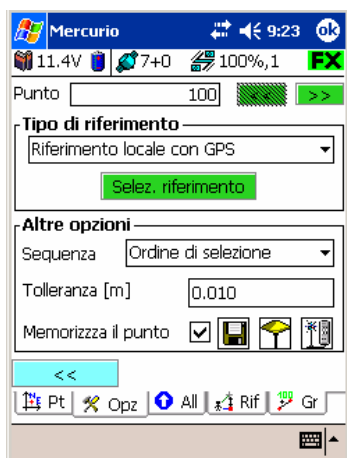 Mercurio 9:23 ok
11.4V 7+0 100%,1 FX
Punto 100 << >>
Tipo di riferimento
Riferimento locale con GPS
Selez. riferimento
Altre opzioni
Sequenza Ordine di selezione
Tolleranza [m] 0.010
Memorizzza il punto
<<
Pt Opz All Rif 100 Gr